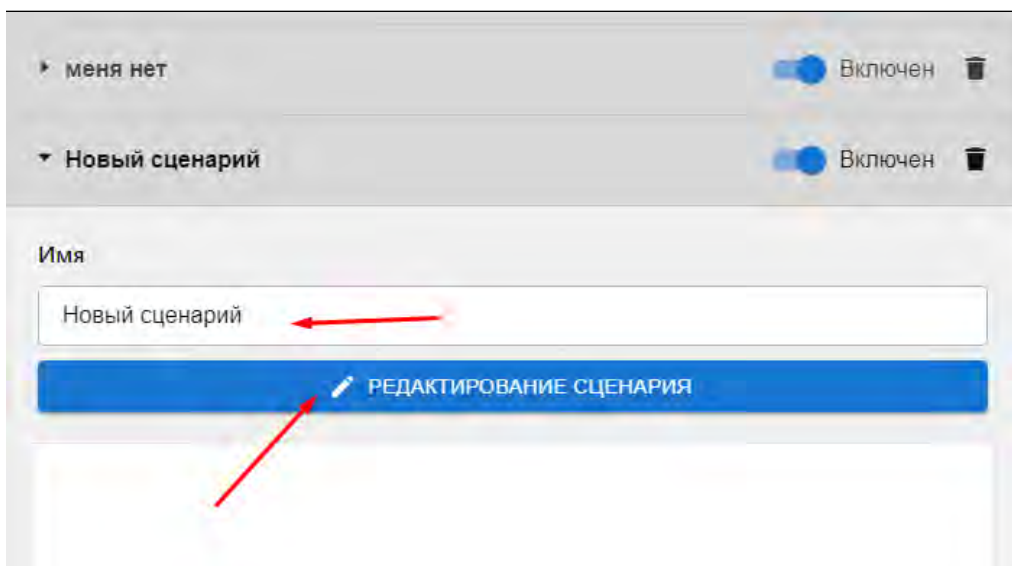 меня нет Включен
Новый сценарий Включен
Имя
Новый сценарий
РЕДАКТИРОВАНИЕ СЦЕНАРИЯ